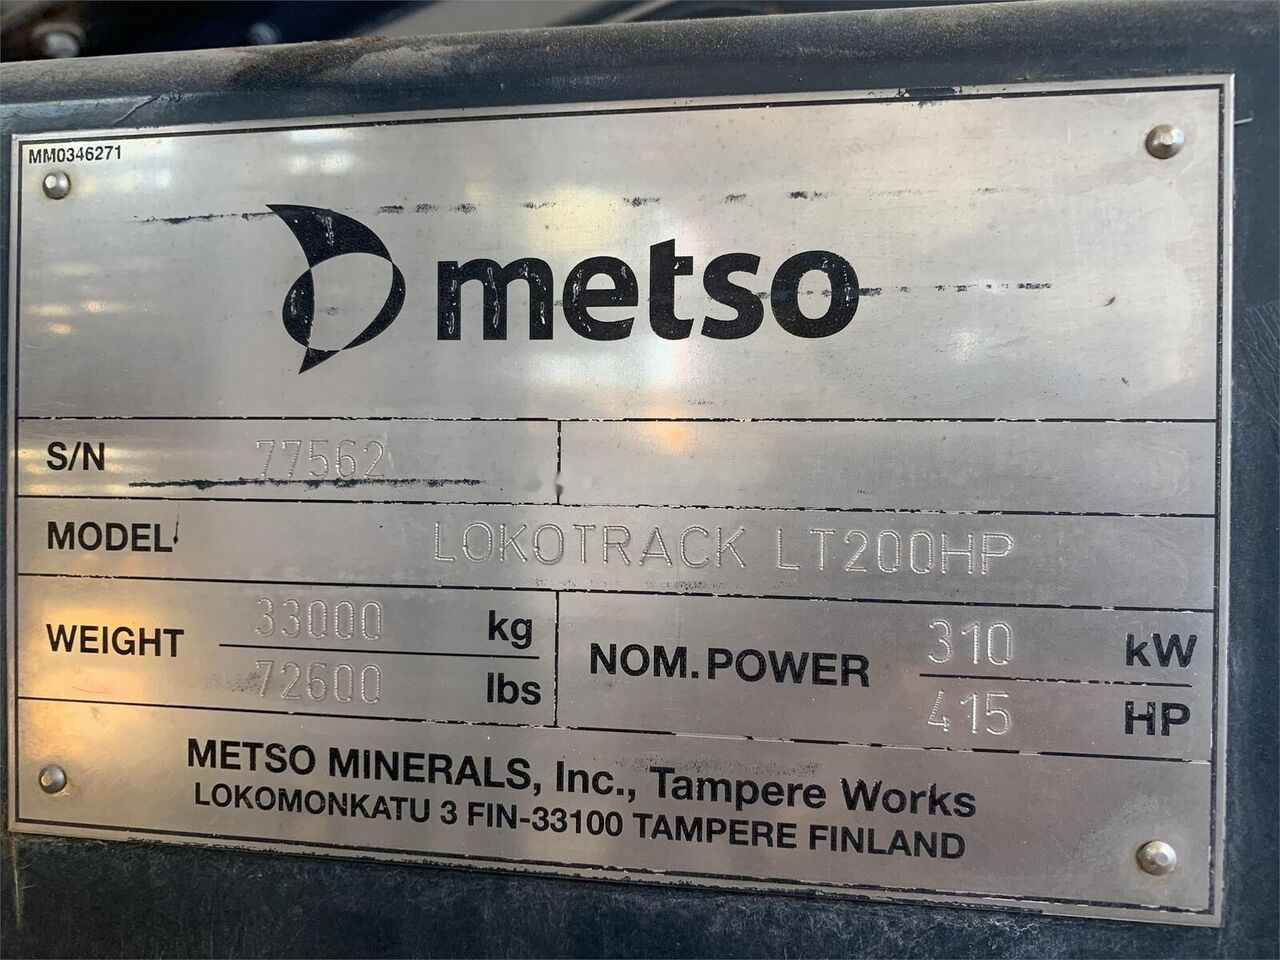 MM0346271
metso
S/N 77562
MODEL LOKOTRACK LT200HP
WEIGHT 33000 kg
72600 lbs
NOM. POWER 310 kW
415 HP
METSO MINERALS, Inc., Tampere Works
LOKOMONKATU 3 FIN-33100 TAMPERE FINLAND